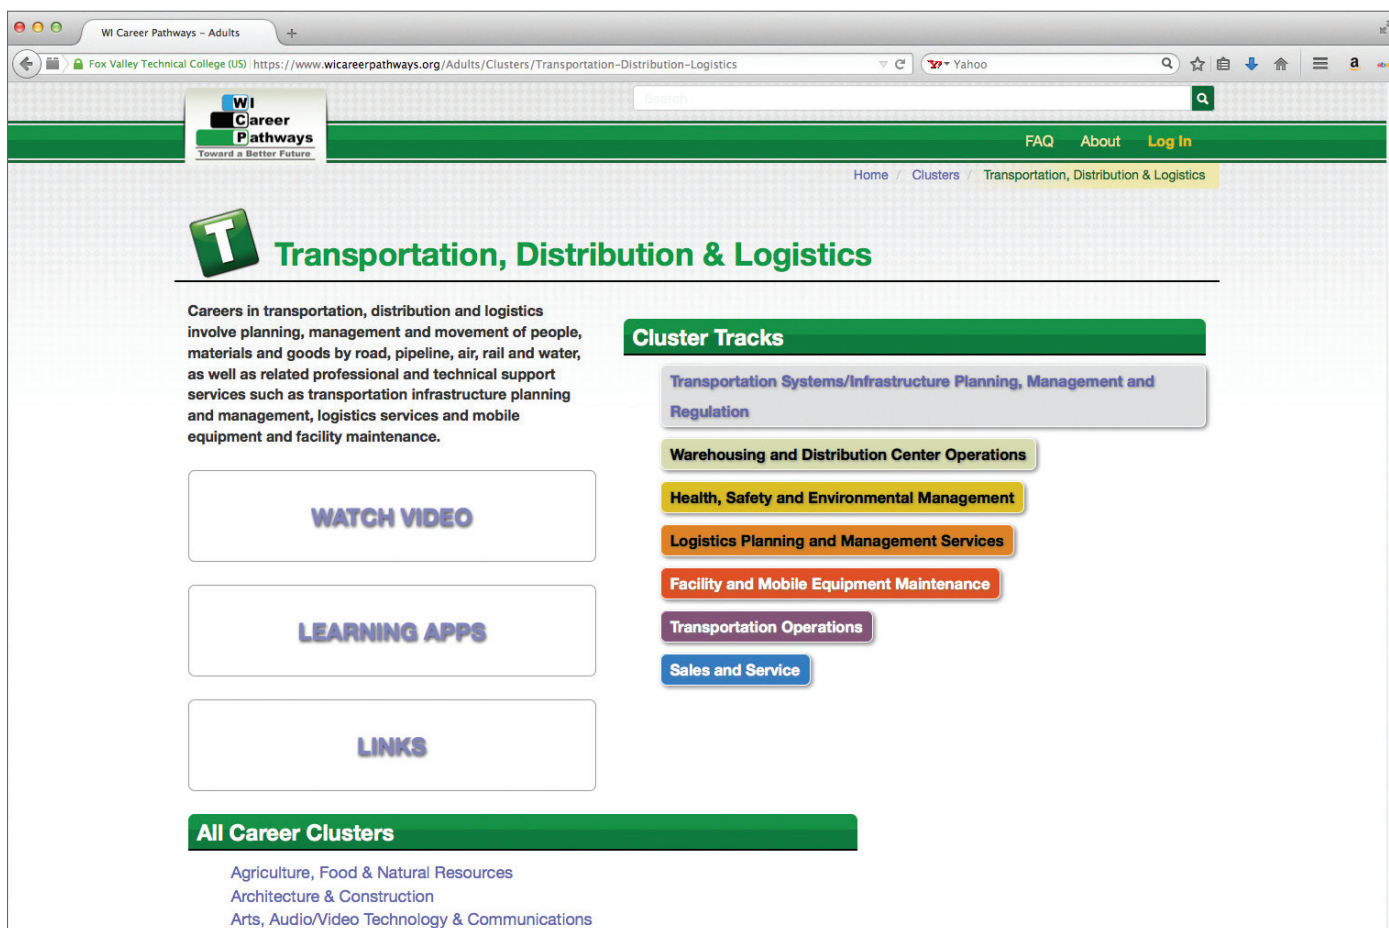 WI Career Pathways – Adults
Fox Valley Technical College (US) https://www.wicareerpathways.org/Adults/Clusters/Transportation-Distribution-Logistics
Yahoo
WI
Career
Pathways
Toward a Better Future
Search
FAQ About Log In
Home / Clusters / Transportation, Distribution & Logistics
T
Transportation, Distribution & Logistics
Careers in transportation, distribution and logistics
involve planning, management and movement of people,
materials and goods by road, pipeline, air, rail and water,
as well as related professional and technical support
services such as transportation infrastructure planning
and management, logistics services and mobile
equipment and facility maintenance.
WATCH VIDEO
LEARNING APPS
LINKS
Cluster Tracks
Transportation Systems/Infrastructure Planning, Management and
Regulation
Warehousing and Distribution Center Operations
Health, Safety and Environmental Management
Logistics Planning and Management Services
Facility and Mobile Equipment Maintenance
Transportation Operations
Sales and Service
All Career Clusters
Agriculture, Food & Natural Resources
Architecture & Construction
Arts, Audio/Video Technology & Communications